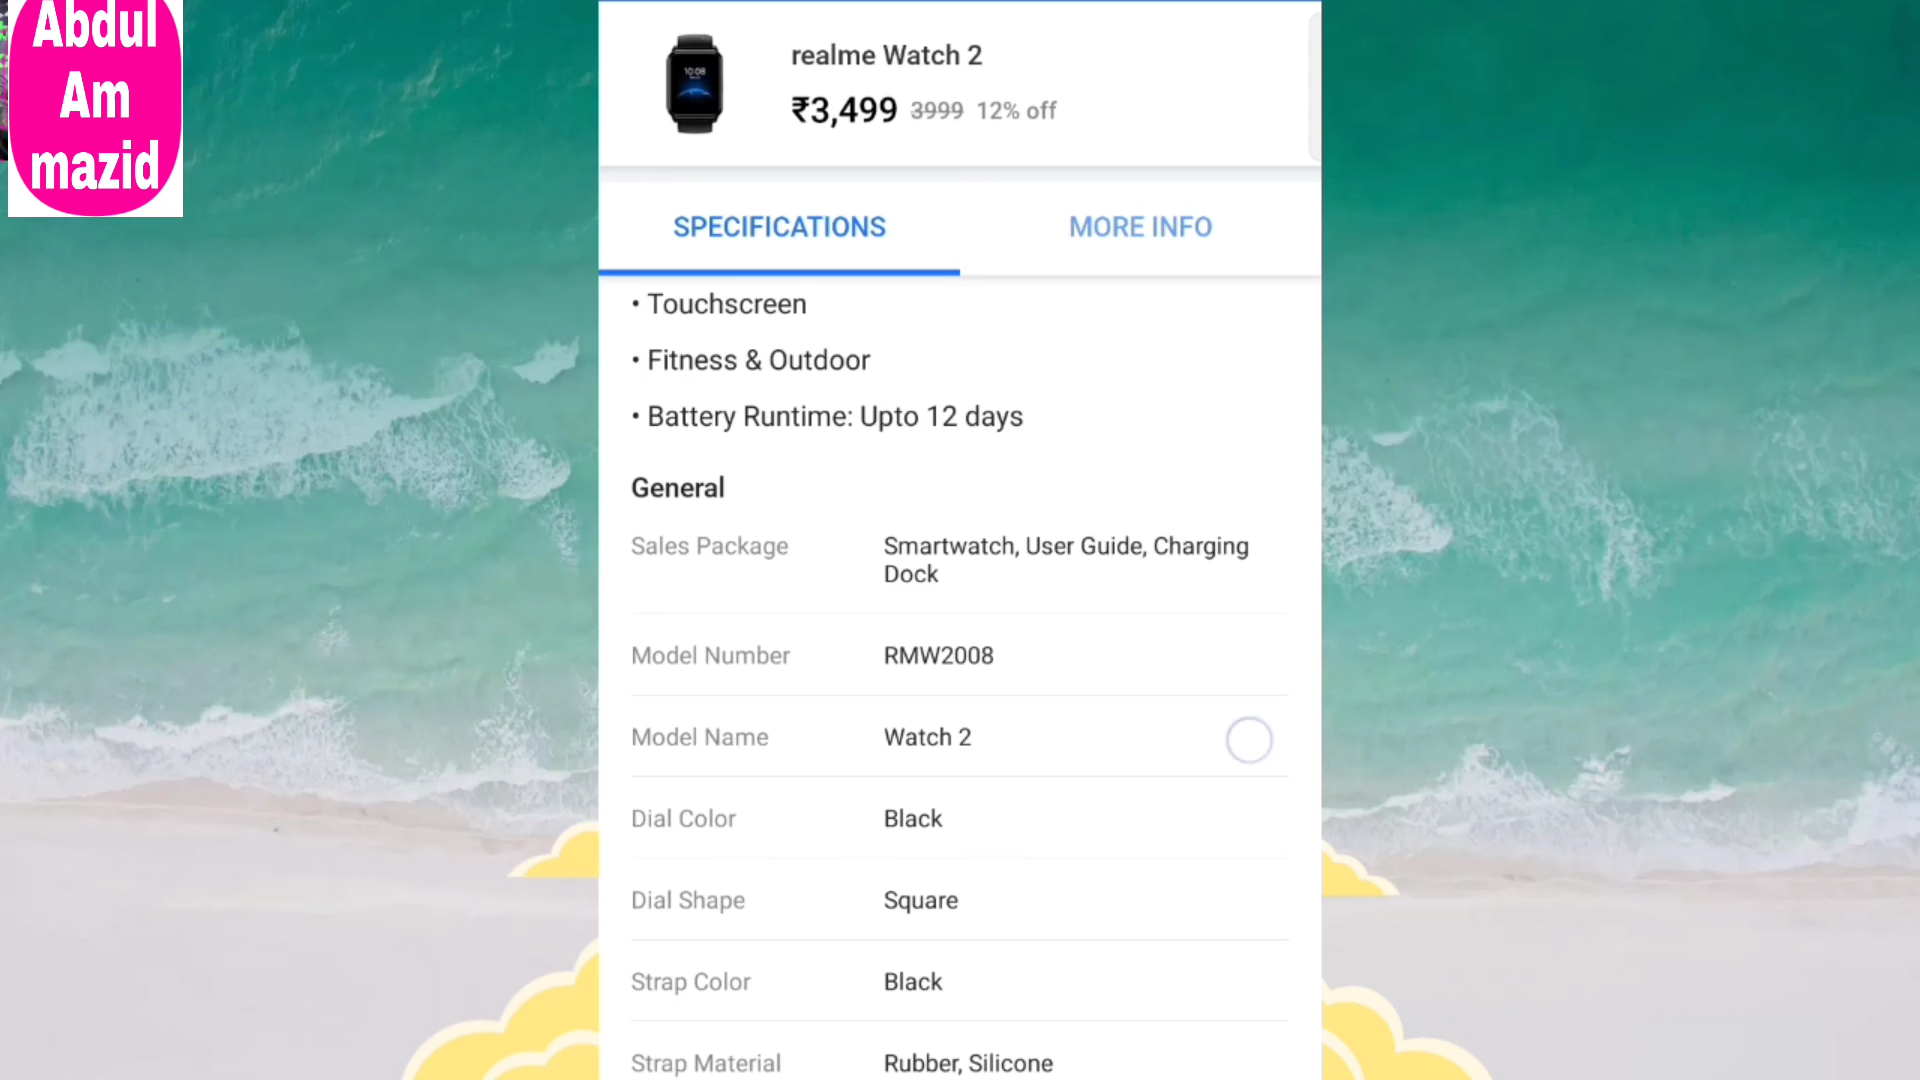 Abdul
Am
mazid
10:08
realme Watch 2
₹3,499 3999 12% off
SPECIFICATIONS MORE INFO
• Touchscreen
• Fitness & Outdoor
• Battery Runtime: Upto 12 days
General
Sales Package Smartwatch, User Guide, Charging
Dock
Model Number RMW2008
Model Name Watch 2
Dial Color Black
Dial Shape Square
Strap Color Black
Strap Material Rubber, Silicone